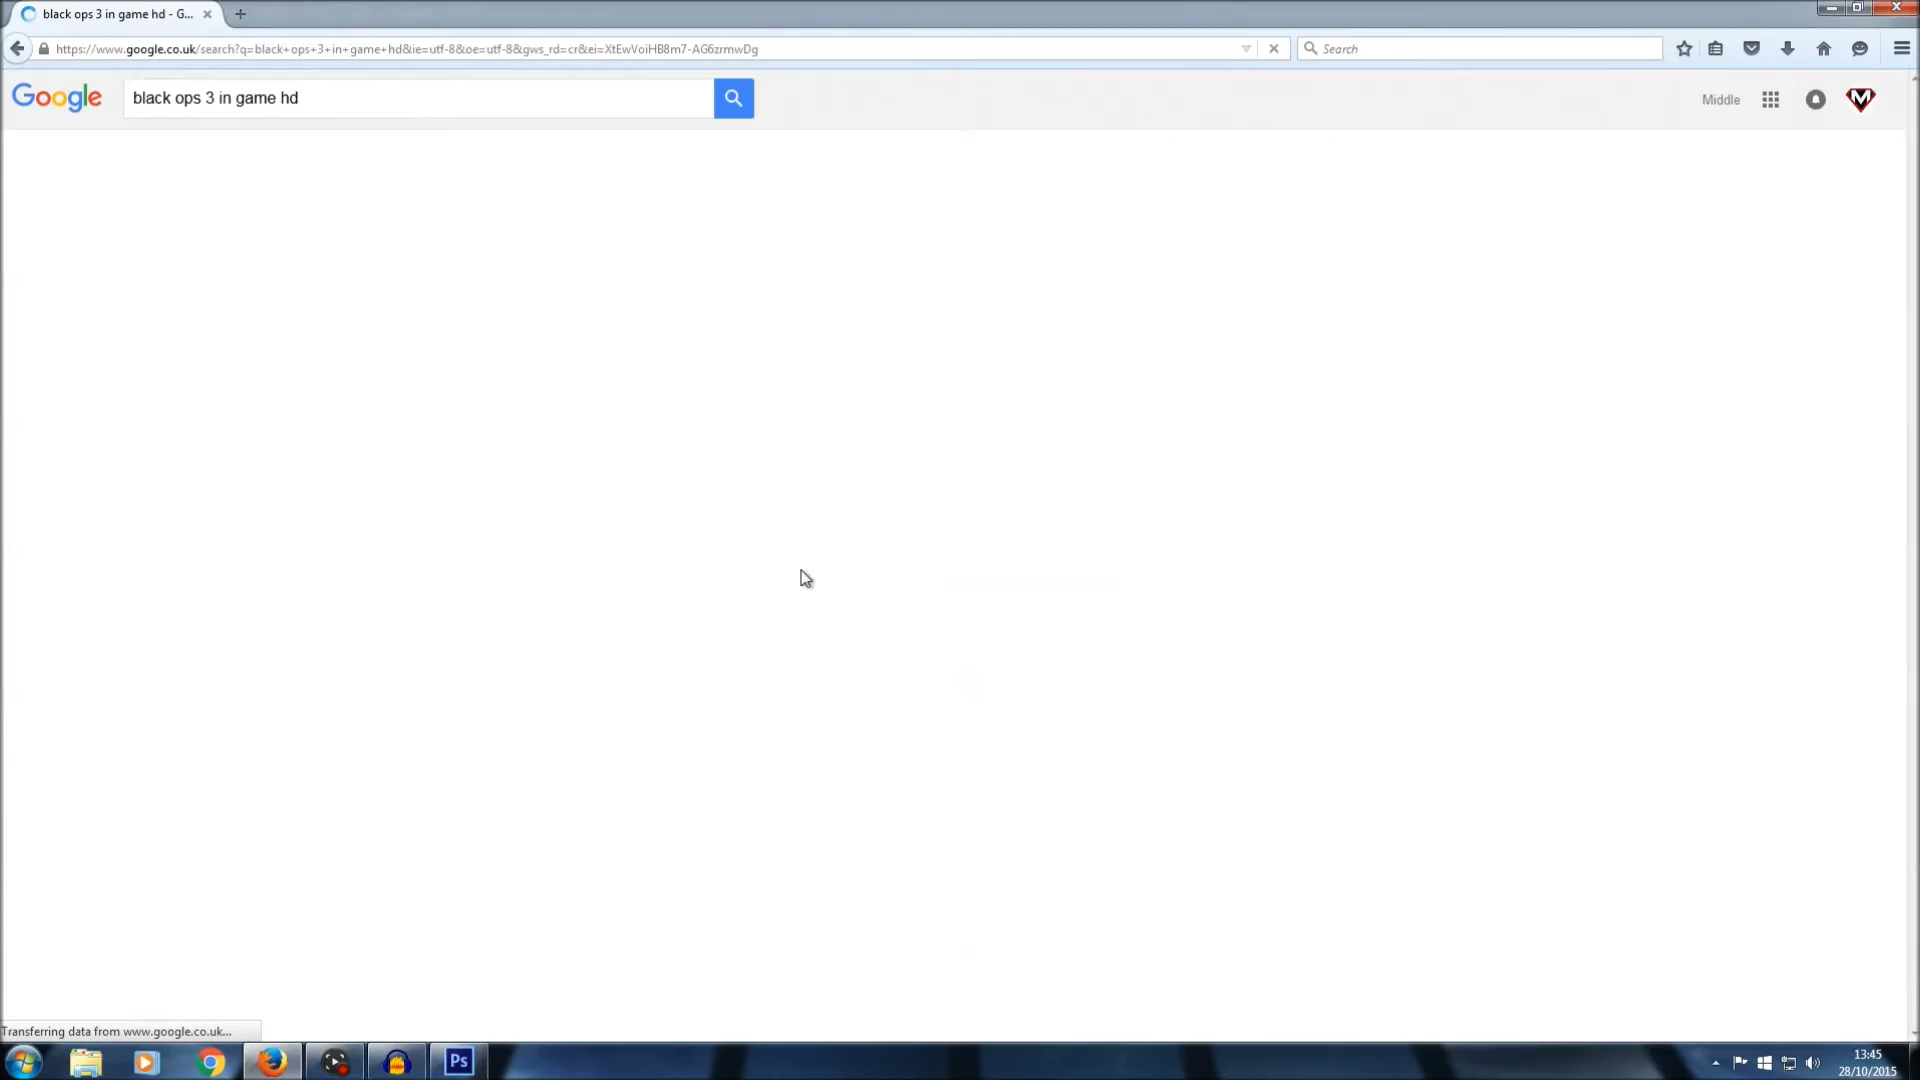 black ops 3 in game hd - G...
https://www.google.co.uk/search?q=black+ops+3+in+game+hd&ie=utf-8&oe=utf-8&gws_rd=cr&ei=XtEwVoiHB8m7-AG6zrmwDg
Search
Google
black ops 3 in game hd
Middle
M
Transferring data from www.google.co.uk...
Ps
13:45
28/10/2015